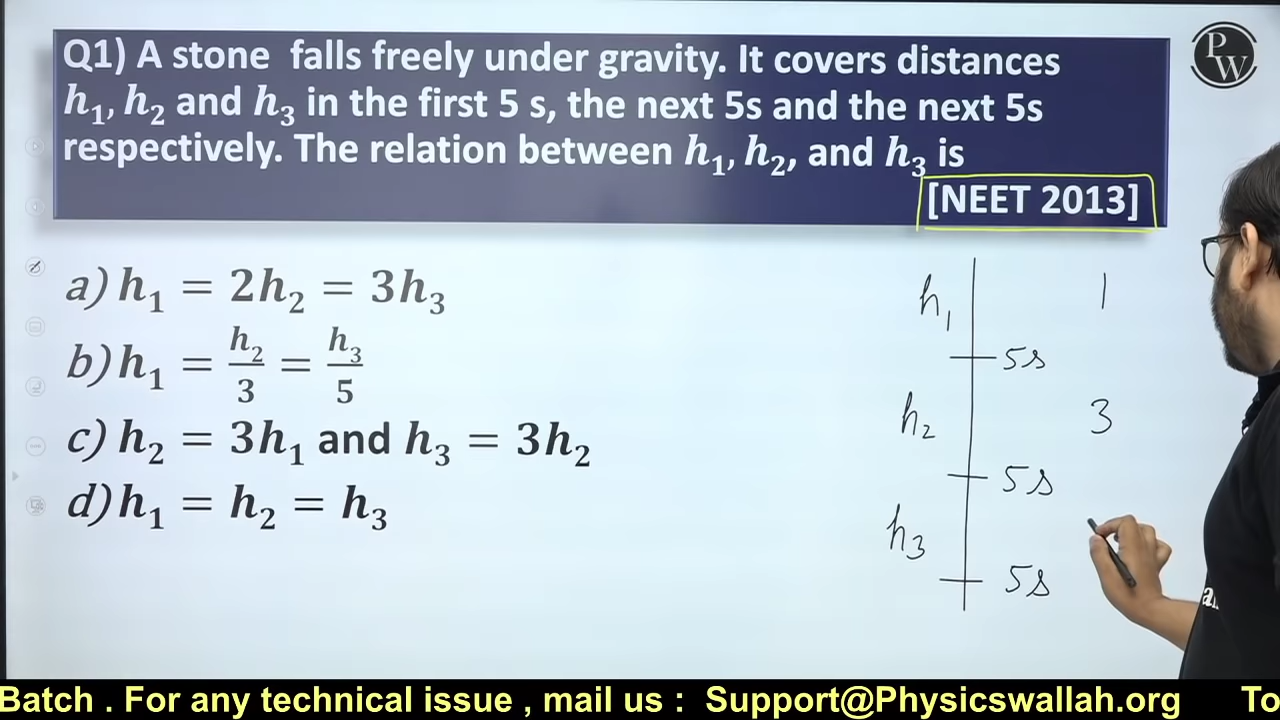 Q1) A stone falls freely under gravity. It covers distances
h₁, h₂ and h₃ in the first 5 s, the next 5s and the next 5s
respectively. The relation between h₁, h₂, and h₃ is
[NEET 2013]
PW
a) h₁ = 2h₂ = 3h₃
b) h₁ = h₂/3 = h₃/5
c) h₂ = 3h₁ and h₃ = 3h₂
d) h₁ = h₂ = h₃
h₁ 1
5s
h₂ 3
5s
h₃
5s
Batch . For any technical issue , mail us : Support@Physicswallah.org To